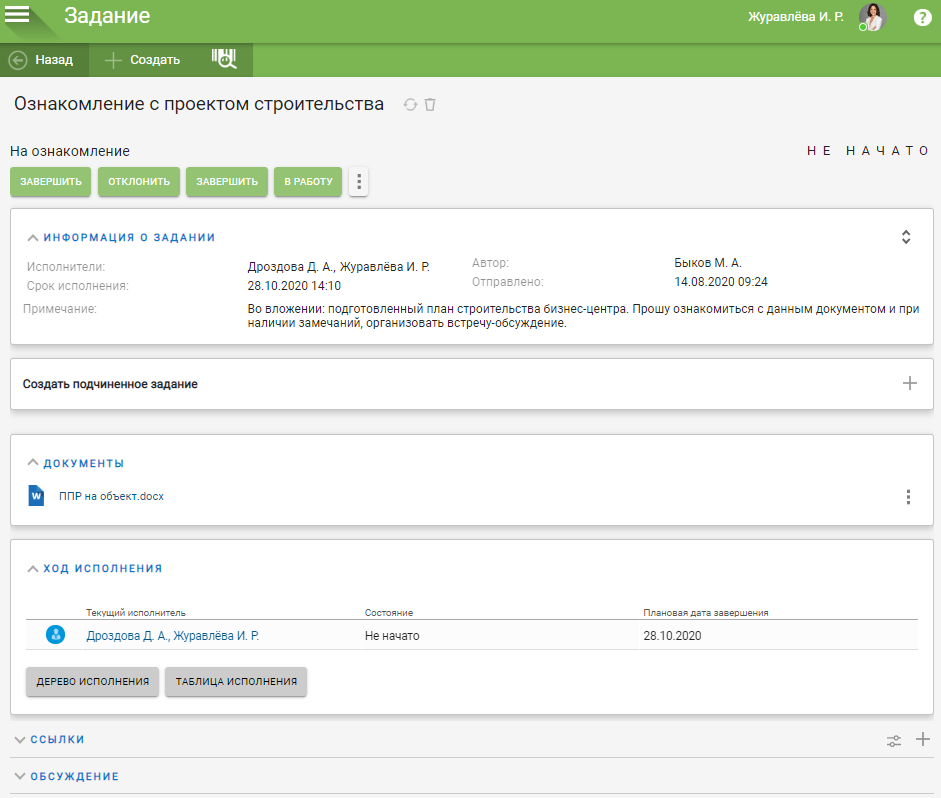 Задание
Журавлёва И. Р.
?
Назад
Создать
Ознакомление с проектом строительства
На ознакомление
НЕ НАЧАТО
ЗАВЕРШИТЬ
ОТКЛОНИТЬ
ЗАВЕРШИТЬ
В РАБОТУ
ИНФОРМАЦИЯ О ЗАДАНИИ
Исполнители: Дроздова Д. А., Журавлёва И. Р.
Автор: Быков М. А.
Срок исполнения: 28.10.2020 14:10
Отправлено: 14.08.2020 09:24
Примечание: Во вложении: подготовленный план строительства бизнес-центра. Прошу ознакомиться с данным документом и при
наличии замечаний, организовать встречу-обсуждение.
Создать подчиненное задание
ДОКУМЕНТЫ
W ППР на объект.docx
ХОД ИСПОЛНЕНИЯ
Текущий исполнитель Состояние Плановая дата завершения
Дроздова Д. А., Журавлёва И. Р. Не начато 28.10.2020
ДЕРЕВО ИСПОЛНЕНИЯ
ТАБЛИЦА ИСПОЛНЕНИЯ
ССЫЛКИ
ОБСУЖДЕНИЕ